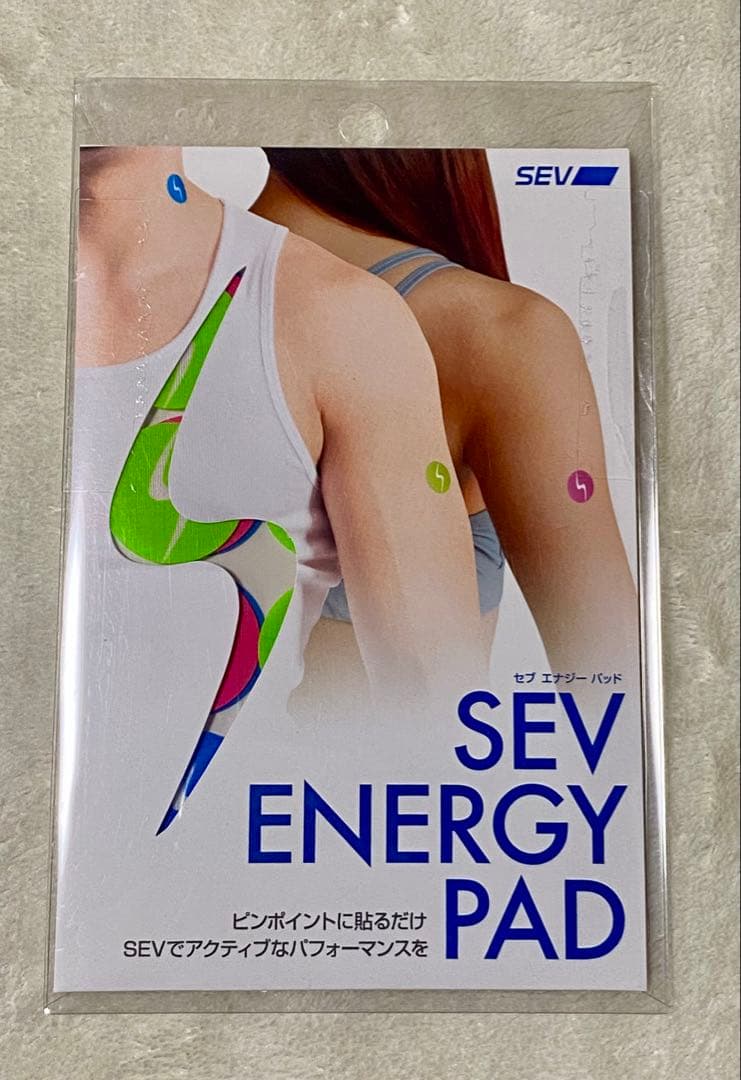 SEV
セブ エナジー パッド
SEV
ENERGY
PAD
ピンポイントに貼るだけ
SEVでアクティブなパフォーマンスを